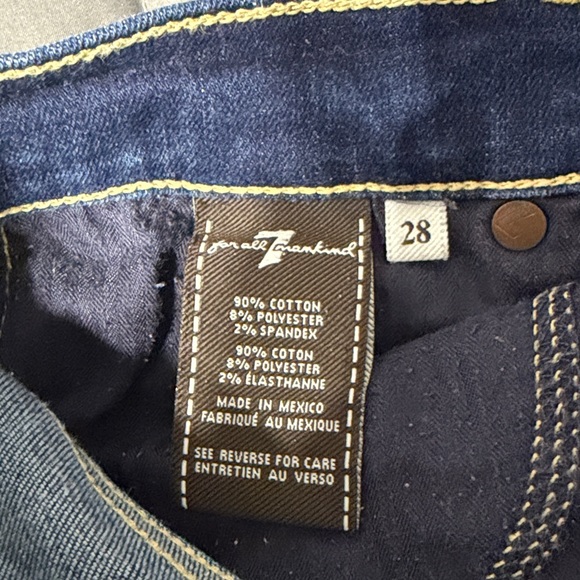 for all 7 mankind
28
90% COTTON
8% POLYESTER
2% SPANDEX
90% COTON
8% POLYESTER
2% ÉLASTHANNE
MADE IN MEXICO
FABRIQUÉ AU MEXIQUE
SEE REVERSE FOR CARE
ENTRETIEN AU VERSO